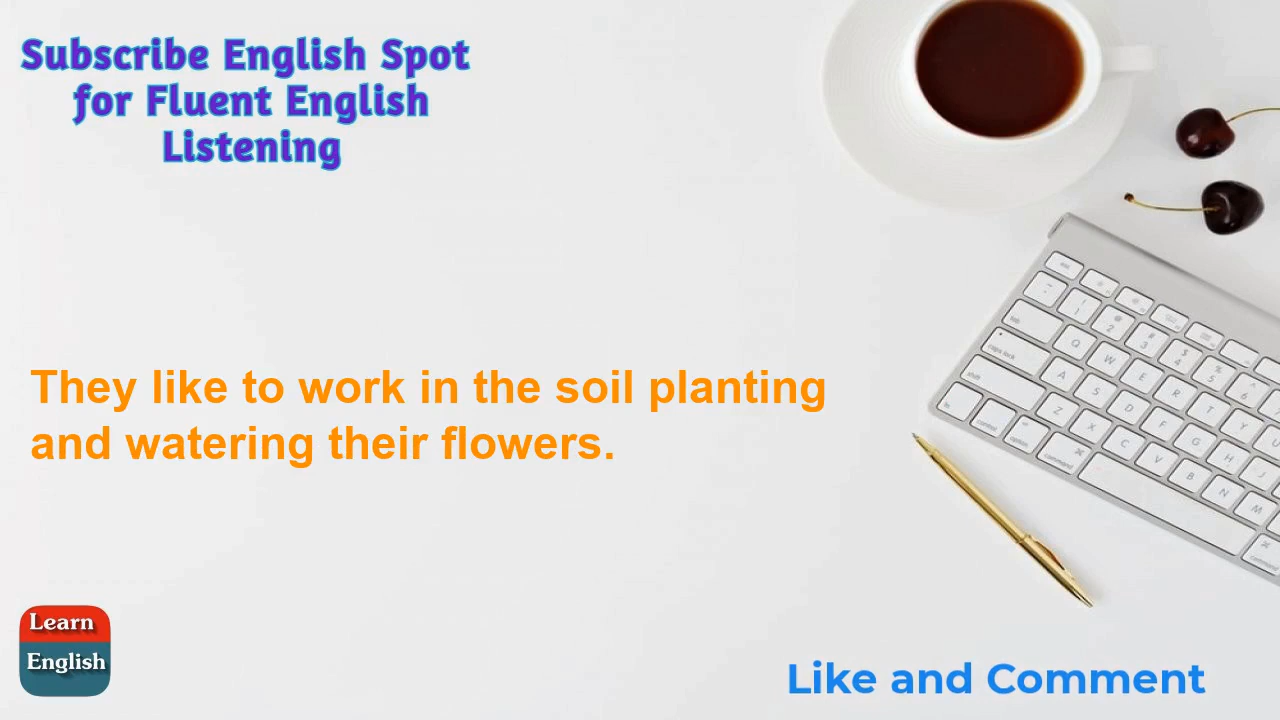 Subscribe English Spot
for Fluent English
Listening
They like to work in the soil planting
and watering their flowers.
Learn
English
Like and Comment